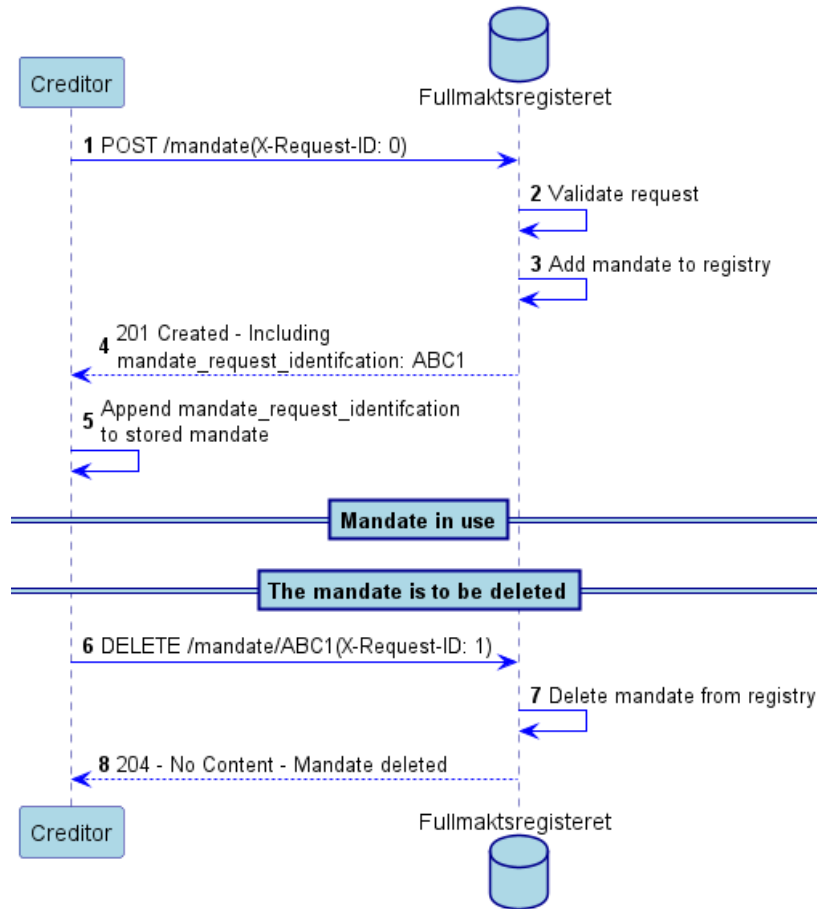 Creditor
Fullmaktsregisteret
1 POST /mandate(X-Request-ID: 0)
2 Validate request
3 Add mandate to registry
4 201 Created - Including
mandate_request_identifcation: ABC1
5 Append mandate_request_identifcation
to stored mandate
Mandate in use
The mandate is to be deleted
6 DELETE /mandate/ABC1(X-Request-ID: 1)
7 Delete mandate from registry
8 204 - No Content - Mandate deleted
Creditor
Fullmaktsregisteret